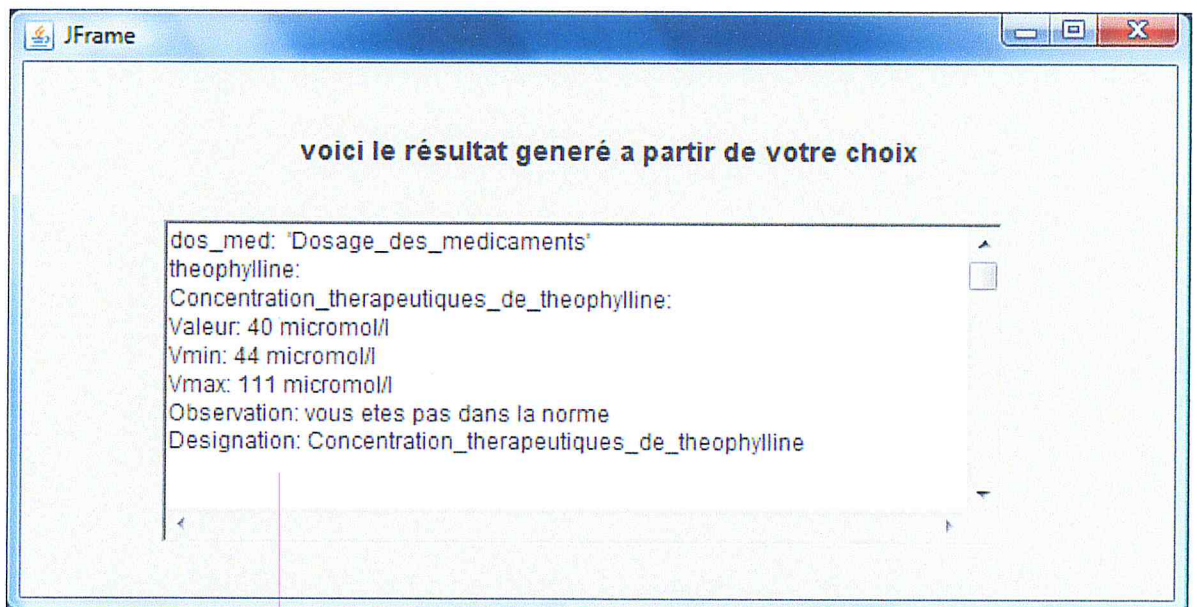 JFrame
voici le résultat generé a partir de votre choix
dos_med: 'Dosage_des_medicaments'
theophylline:
Concentration_therapeutiques_de_theophylline:
Valeur: 40 micromol/l
Vmin: 44 micromol/l
Vmax: 111 micromol/l
Observation: vous etes pas dans la norme
Designation: Concentration_therapeutiques_de_theophylline